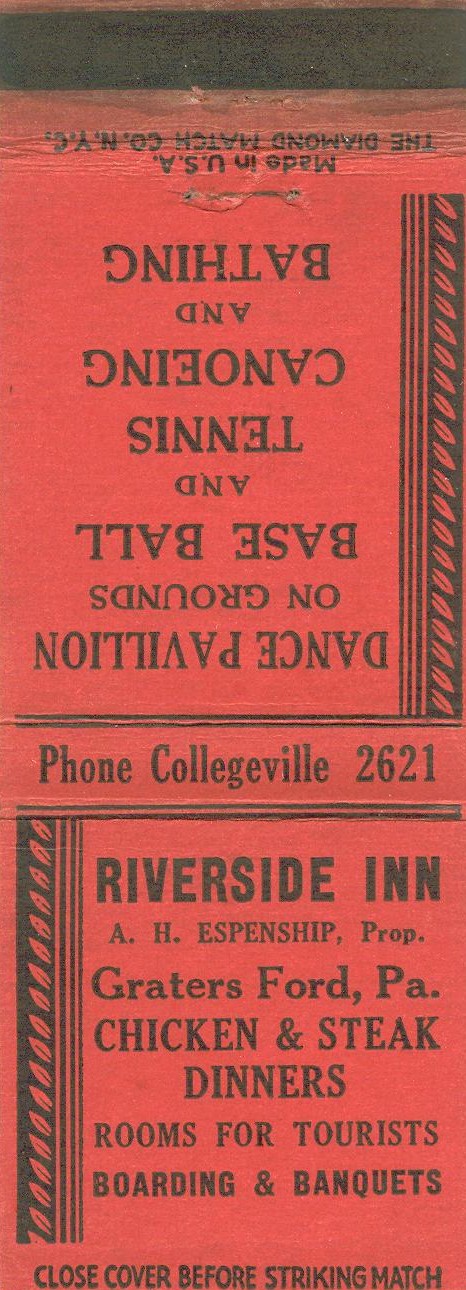 THE DIAMOND MATCH CO. N.Y.C.
Made in U.S.A.
DANCE PAVILLION
ON GROUNDS
BASE BALL
AND
TENNIS
CANOEING
AND
BATHING
Phone Collegeville 2621
RIVERSIDE INN
A. H. ESPENSHIP, Prop.
Graters Ford, Pa.
CHICKEN & STEAK
DINNERS
ROOMS FOR TOURISTS
BOARDING & BANQUETS
CLOSE COVER BEFORE STRIKING MATCH